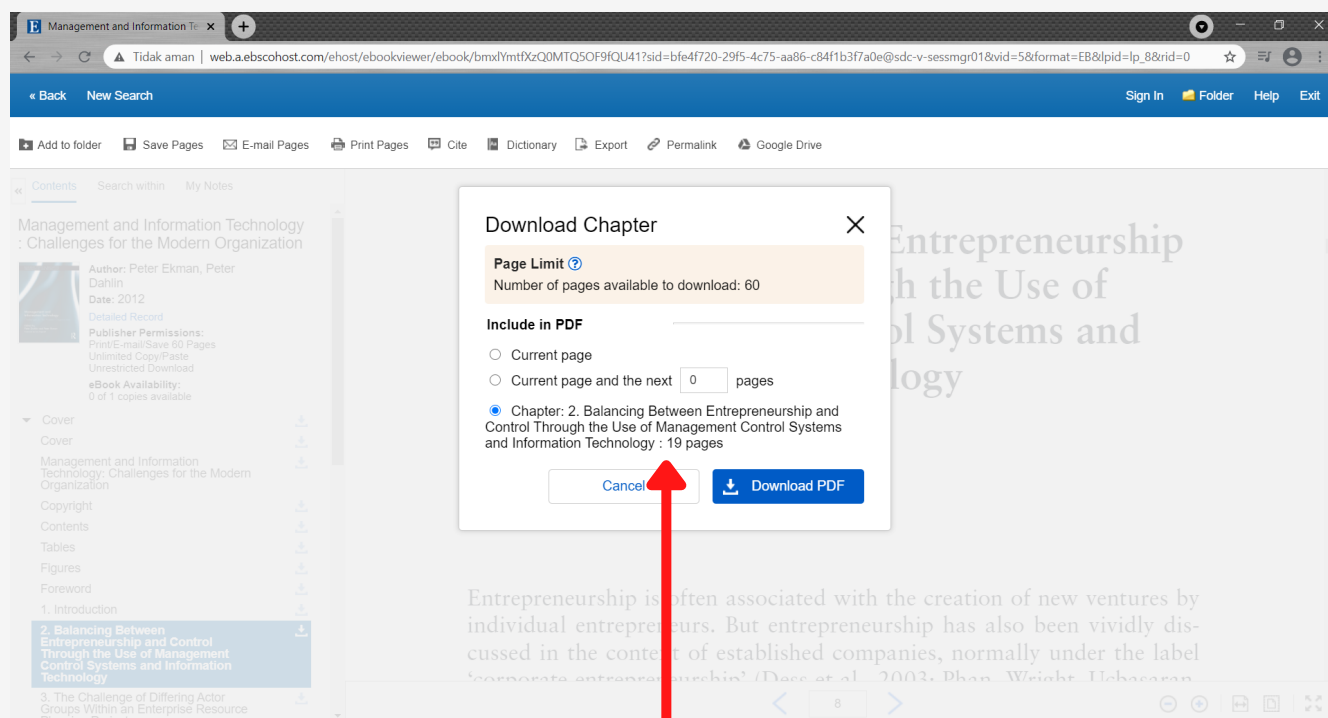 Management and Information Te
Tidak aman | web.a.ebscohost.com/ehost/ebookviewer/ebook/bmxlYmtfXzQ0MTQ5OF9fQU41?sid=bfe4f720-29f5-4c75-aa86-c84f1b3f7a0e@sdc-v-sessmgr01&vid=5&format=EB&lpid=lp_8&rid=0
« Back New Search Sign In Folder Help Exit
Add to folder Save Pages E-mail Pages Print Pages Cite Dictionary Export Permalink Google Drive
« Contents Search within My Notes
Management and Information Technology
: Challenges for the Modern Organization
Author: Peter Ekman, Peter
Dahlin
Date: 2012
Detailed Record
Publisher Permissions:
Print/E-mail/Save 60 Pages
Unlimited Copy/Paste
Unrestricted Download
eBook Availability:
0 of 1 copies available
Cover
Cover
Management and Information
Technology: Challenges for the Modern
Organization
Copyright
Contents
Tables
Figures
Foreword
1. Introduction
2. Balancing Between
Entrepreneurship and Control
Through the Use of Management
Control Systems and Information
Technology
3. The Challenge of Differing Actor
Groups Within an Enterprise Resource
Download Chapter
Page Limit ?
Number of pages available to download: 60
Include in PDF
Current page
Current page and the next 0 pages
Chapter: 2. Balancing Between Entrepreneurship and
Control Through the Use of Management Control Systems
and Information Technology : 19 pages
Cancel Download PDF
Entrepreneurship
h the Use of
ol Systems and
logy
Entrepreneurship is often associated with the creation of new ventures by
individual entrepreneurs. But entrepreneurship has also been vividly dis-
cussed in the context of established companies, normally under the label
'corporate entrepreneurship' (Dess et al., 2003; Phan, Wright, Ucbasaran,
8